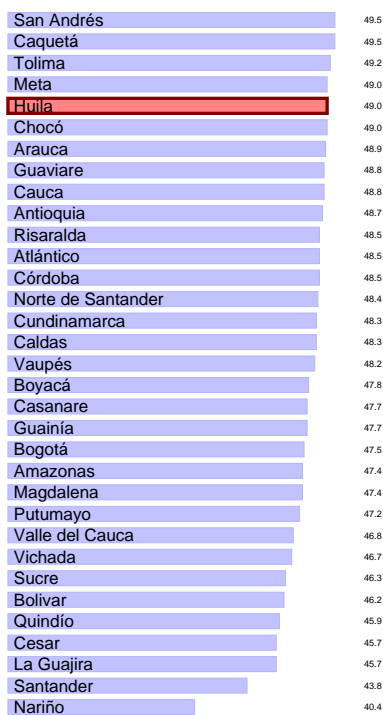 San Andrés 49.5
Caquetá 49.5
Tolima 49.2
Meta 49.0
Huila 49.0
Chocó 49.0
Arauca 48.9
Guaviare 48.8
Cauca 48.8
Antioquia 48.7
Risaralda 48.5
Atlántico 48.5
Córdoba 48.5
Norte de Santander 48.4
Cundinamarca 48.3
Caldas 48.3
Vaupés 48.2
Boyacá 47.8
Casanare 47.7
Guainía 47.7
Bogotá 47.5
Amazonas 47.4
Magdalena 47.4
Putumayo 47.2
Valle del Cauca 46.8
Vichada 46.7
Sucre 46.3
Bolivar 46.2
Quindío 45.9
Cesar 45.7
La Guajira 45.7
Santander 43.8
Nariño 40.4